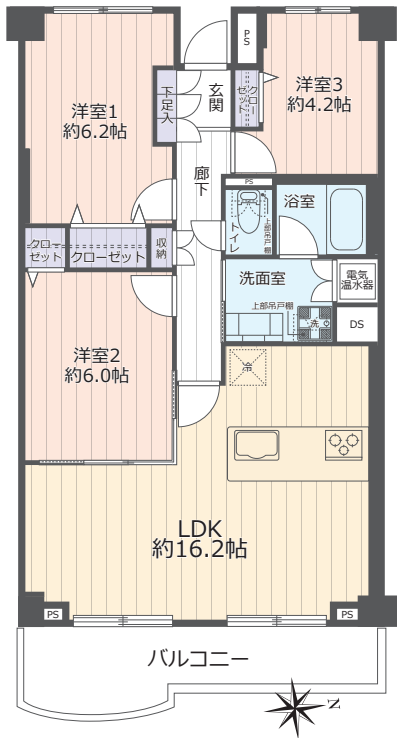 PS
洋室1
約6.2帖
下足入
玄関
クローゼット
洋室3
約4.2帖
廊下
PS
トイレ
上部吊戸棚
浴室
クローゼット
クローゼット
収納
洗面室
上部吊戸棚
洗
電気
温水器
DS
洋室2
約6.0帖
冷
LDK
約16.2帖
PS
PS
バルコニー
N